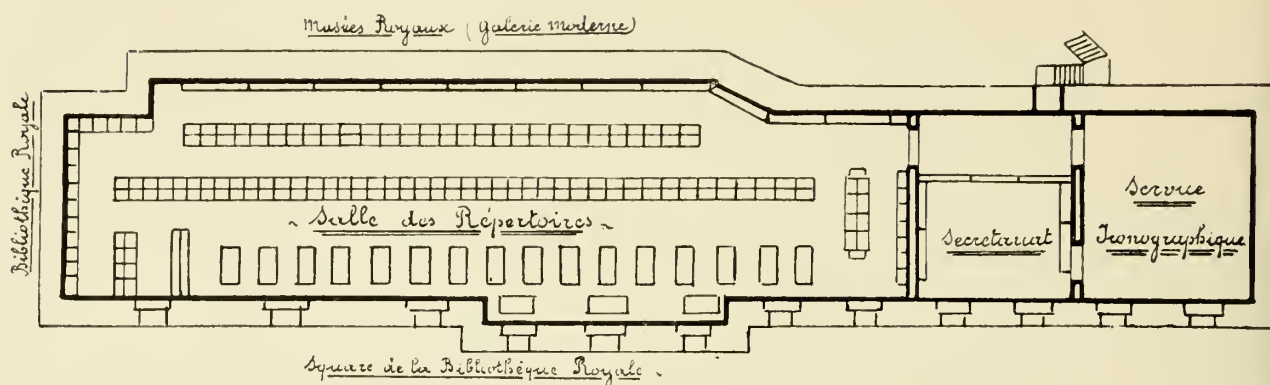 Musées Royaux (Galerie Moderne)
Bibliothèque Royale
~ Salle des Répertoires ~
Secrétariat
Service
Iconographique
Square de la Bibliothèque Royale ~